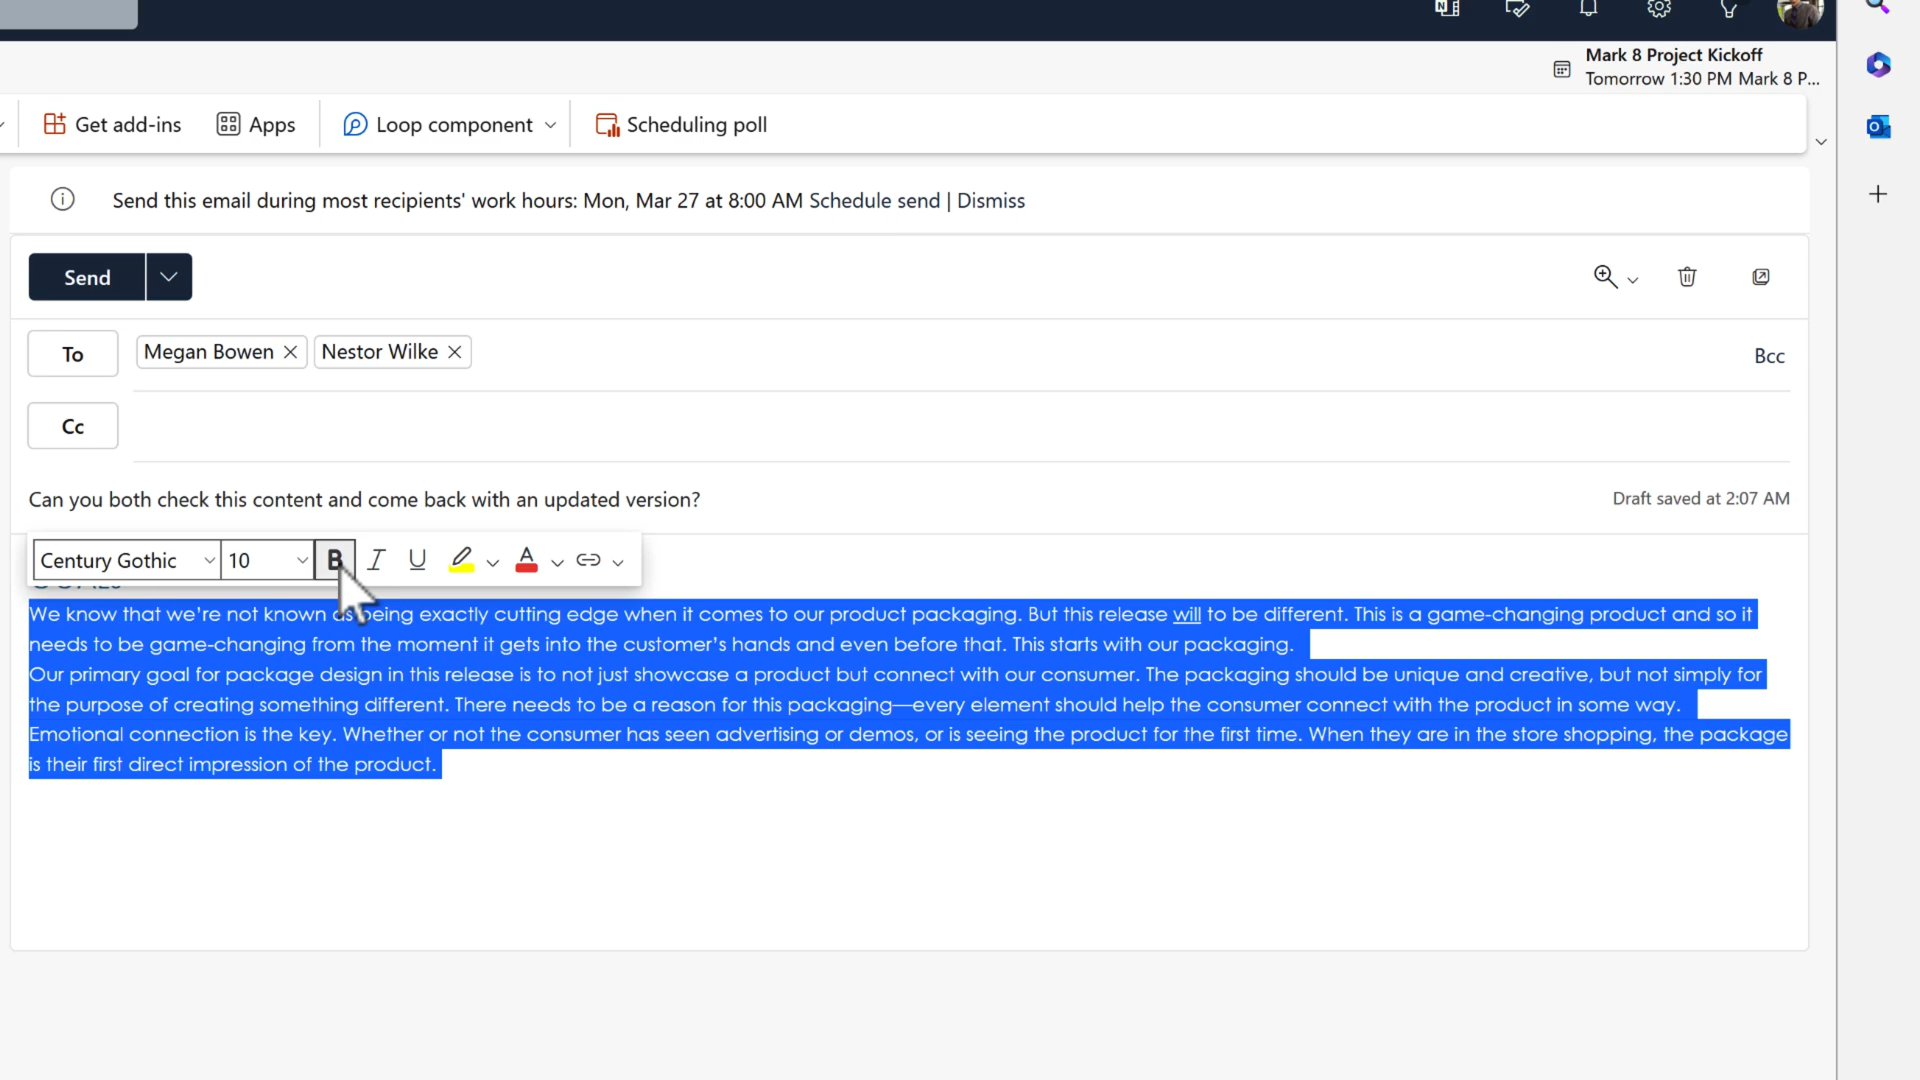 Mark 8 Project Kickoff
Tomorrow 1:30 PM Mark 8 P...
Get add-ins
Apps
Loop component
Scheduling poll
Send this email during most recipients' work hours: Mon, Mar 27 at 8:00 AM Schedule send | Dismiss
Send
To
Megan Bowen
Nestor Wilke
Bcc
Cc
Can you both check this content and come back with an updated version?
Draft saved at 2:07 AM
Century Gothic
10
B I U A
We know that we're not known as being exactly cutting edge when it comes to our product packaging. But this release will to be different. This is a game-changing product and so it
needs to be game-changing from the moment it gets into the customer's hands and even before that. This starts with our packaging.
Our primary goal for package design in this release is to not just showcase a product but connect with our consumer. The packaging should be unique and creative, but not simply for
the purpose of creating something different. There needs to be a reason for this packaging—every element should help the consumer connect with the product in some way.
Emotional connection is the key. Whether or not the consumer has seen advertising or demos, or is seeing the product for the first time. When they are in the store shopping, the package
is their first direct impression of the product.